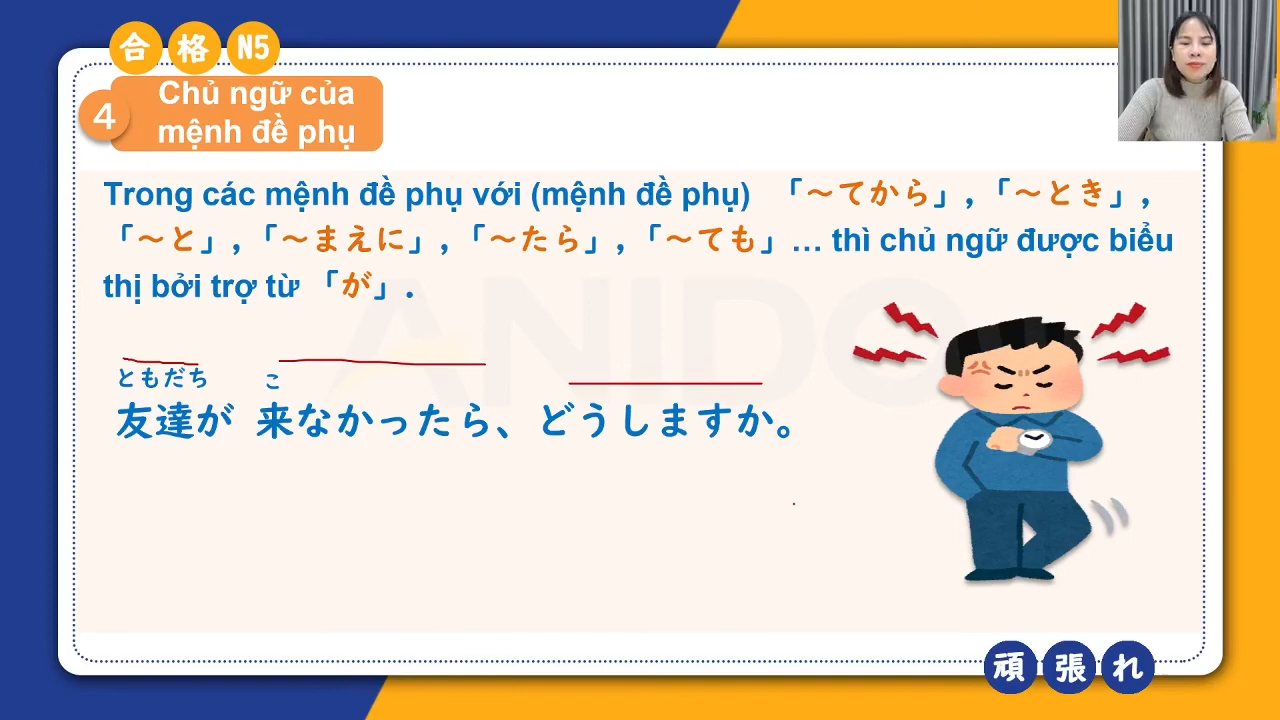 合格 N5
4
Chủ ngữ của
mệnh đề phụ
Trong các mệnh đề phụ với (mệnh đề phụ) 「～てから」,「～とき」,
「～と」,「～まえに」,「～たら」,「～ても」... thì chủ ngữ được biểu
thị bởi trợ từ 「が」.
ANIDO
ともだち こ
友達が 来なかったら、どうしますか。
頑張れ